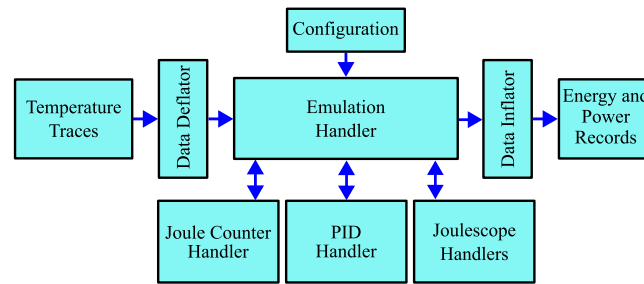 Configuration
Temperature
Traces
Data Deflator
Emulation
Handler
Data Inflator
Energy and
Power
Records
Joule Counter
Handler
PID
Handler
Joulescope
Handlers